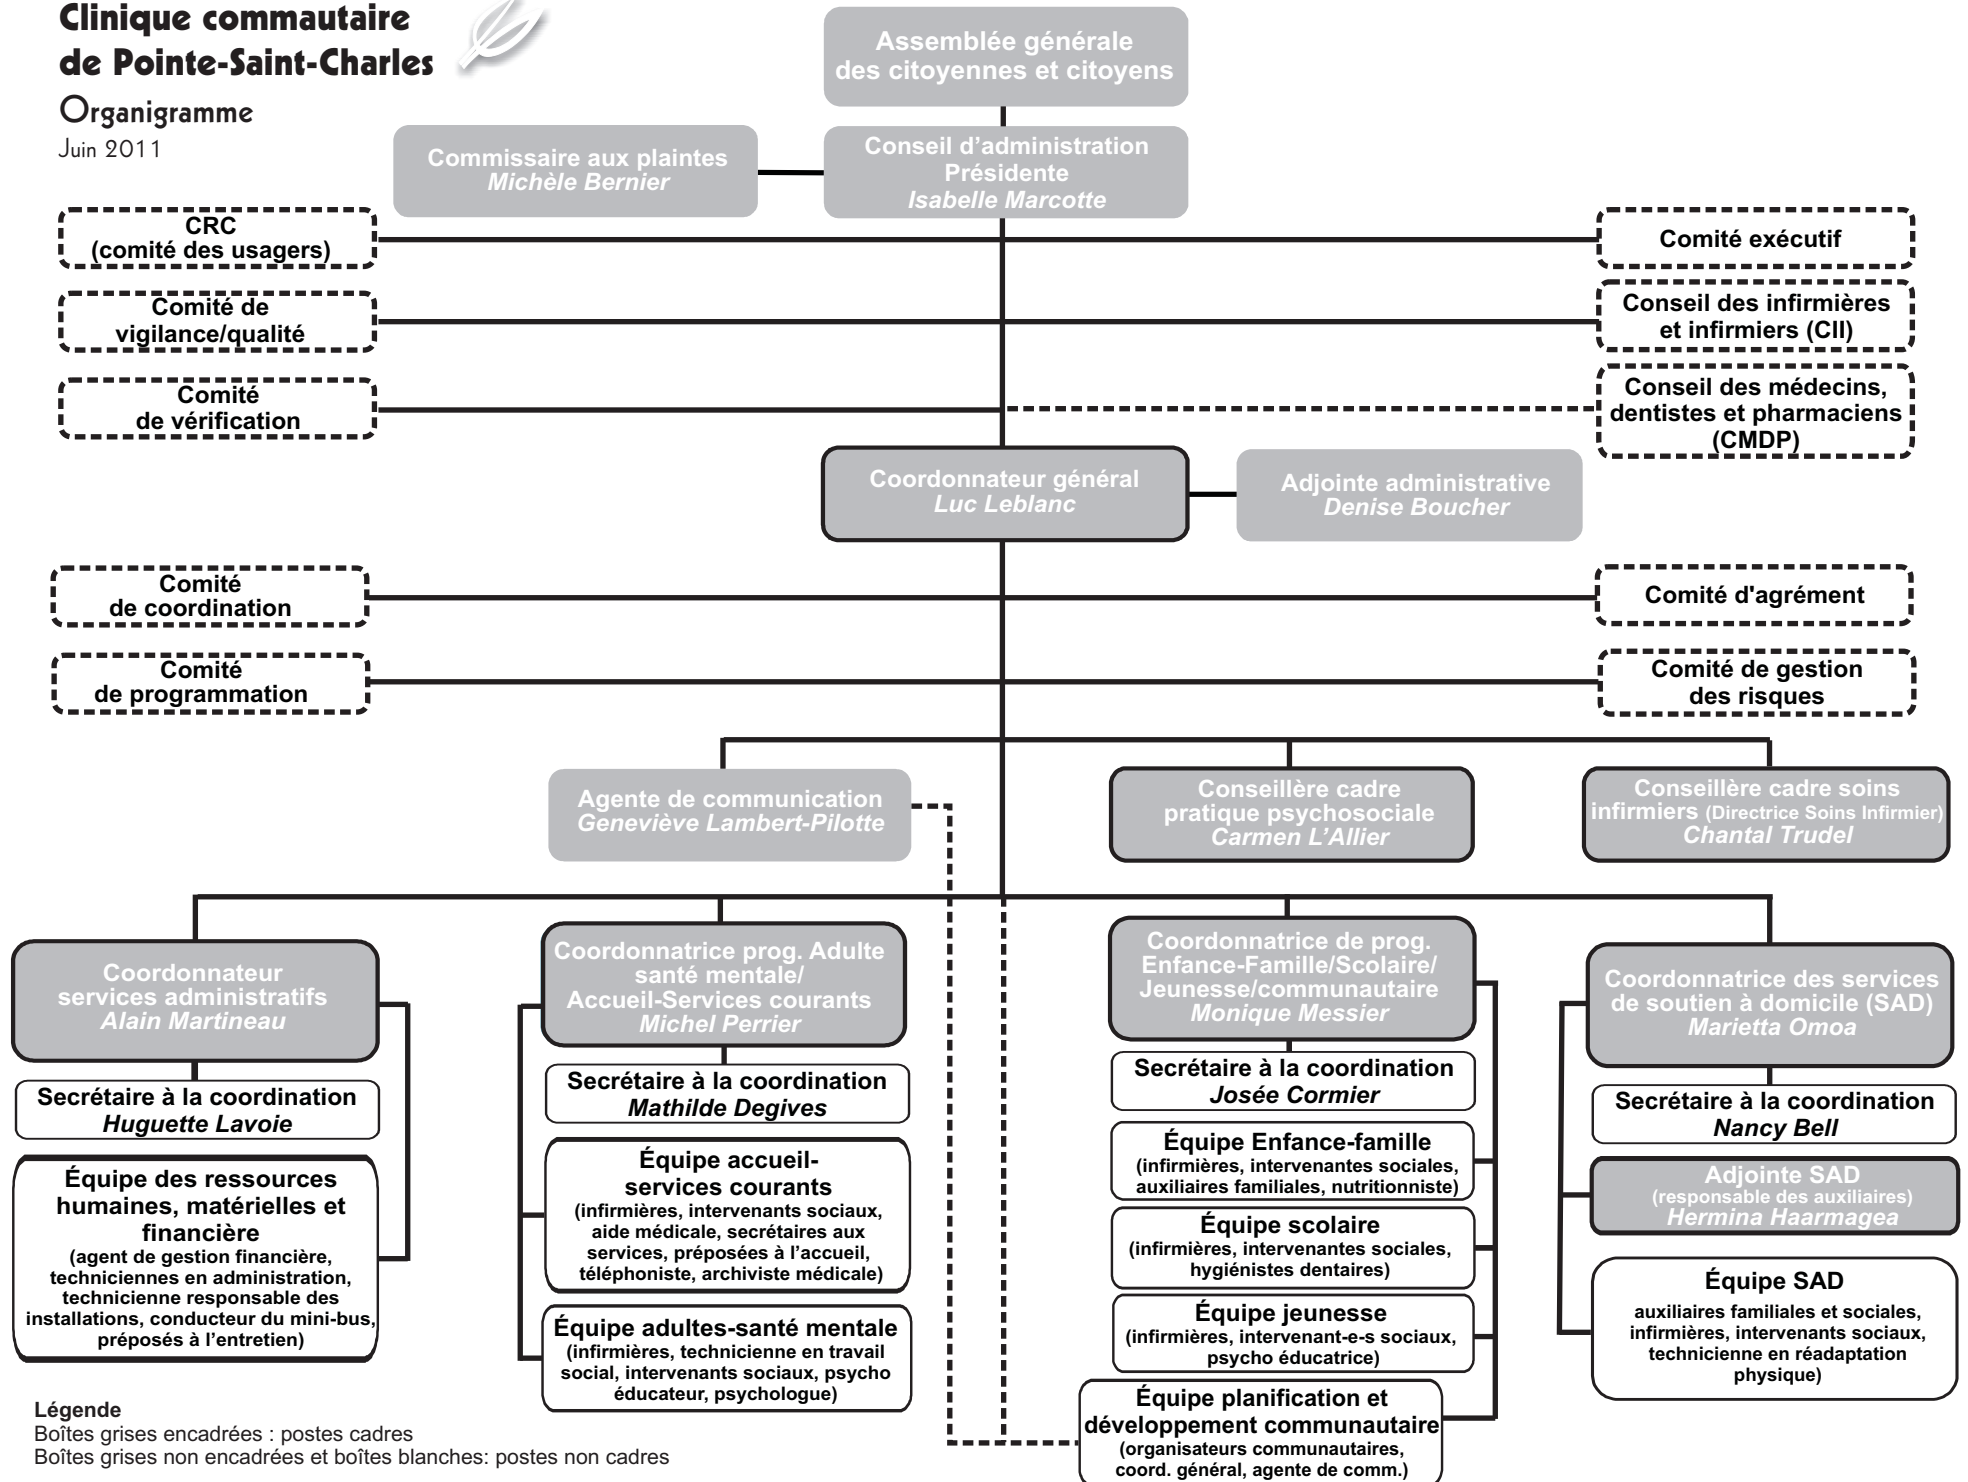 Clinique commautaire
de Pointe-Saint-Charles
Organigramme
Juin 2011
Assemblée générale
des citoyennes et citoyens
Commissaire aux plaintes
Michèle Bernier
Conseil d’administration
Présidente
Isabelle Marcotte
CRC
(comité des usagers)
Comité exécutif
Comité de
vigilance/qualité
Conseil des infirmières
et infirmiers (CII)
Comité
de vérification
Conseil des médecins,
dentistes et pharmaciens
(CMDP)
Coordonnateur général
Luc Leblanc
Adjointe administrative
Denise Boucher
Comité
de coordination
Comité d'agrément
Comité
de programmation
Comité de gestion
des risques
Agente de communication
Geneviève Lambert-Pilotte
Conseillère cadre
pratique psychosociale
Carmen L’Allier
Conseillère cadre soins
infirmiers (Directrice Soins Infirmier)
Chantal Trudel
Coordonnateur
services administratifs
Alain Martineau
Secrétaire à la coordination
Huguette Lavoie
Équipe des ressources
humaines, matérielles et
financière
(agent de gestion financière,
techniciennes en administration,
technicienne responsable des
installations, conducteur du mini-bus,
préposés à l’entretien)
Coordonnatrice prog. Adulte
santé mentale/
Accueil-Services courants
Michel Perrier
Secrétaire à la coordination
Mathilde Degives
Équipe accueil-
services courants
(infirmières, intervenants sociaux,
aide médicale, secrétaires aux
services, préposées à l’accueil,
téléphoniste, archiviste médicale)
Équipe adultes-santé mentale
(infirmières, technicienne en travail
social, intervenants sociaux, psycho
éducateur, psychologue)
Coordonnatrice de prog.
Enfance-Famille/Scolaire/
Jeunesse/communautaire
Monique Messier
Secrétaire à la coordination
Josée Cormier
Équipe Enfance-famille
(infirmières, intervenantes sociales,
auxiliaires familiales, nutritionniste)
Équipe scolaire
(infirmières, intervenantes sociales,
hygiénistes dentaires)
Équipe jeunesse
(infirmières, intervenant-e-s sociaux,
psycho éducatrice)
Équipe planification et
développement communautaire
(organisateurs communautaires,
coord. général, agente de comm.)
Coordonnatrice des services
de soutien à domicile (SAD)
Marietta Omoa
Secrétaire à la coordination
Nancy Bell
Adjointe SAD
(responsable des auxiliaires)
Hermina Haarmagea
Équipe SAD
auxiliaires familiales et sociales,
infirmières, intervenants sociaux,
technicienne en réadaptation
physique)
Légende
Boîtes grises encadrées : postes cadres
Boîtes grises non encadrées et boîtes blanches: postes non cadres